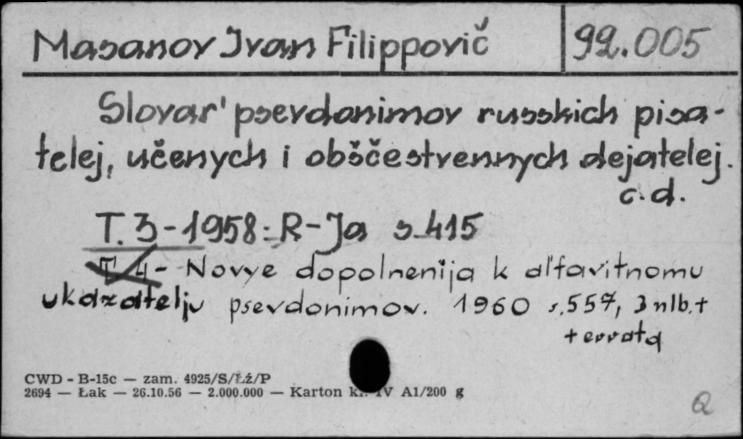 Masanov Ivan Filippovič 92.005
Slovar' psevdonimov russkich pisa-
telej, učenych i obščestvennych dejatelej.
c.d.
T. 3 - 1958: R-Ja s. 415
T. 4 - Novye dopolnenija k alfavitnomu
ukazatelju psevdonimov. 1960 s. 557, 3 nlb. +
+ errata
CWD - B-15c — zam. 4925/S/Łź/P
2694 — Łak — 26.10.56 — 2.000.000 — Karton kl. IV A1/200 g
Q